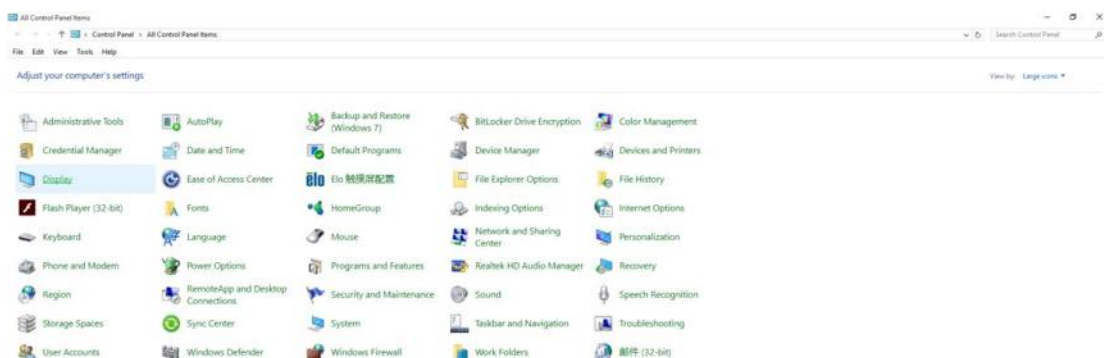 All Control Panel Items
Control Panel > All Control Panel Items
Search Control Panel
File Edit View Tools Help
Adjust your computer's settings
View by: Large icons
Administrative Tools
AutoPlay
Backup and Restore
(Windows 7)
BitLocker Drive Encryption
Color Management
Credential Manager
Date and Time
Default Programs
Device Manager
Devices and Printers
Display
Ease of Access Center
elo
Elo 触摸屏配置
File Explorer Options
File History
Flash Player (32-bit)
Fonts
HomeGroup
Indexing Options
Internet Options
Keyboard
Language
Mouse
Network and Sharing
Center
Personalization
Phone and Modem
Power Options
Programs and Features
Realtek HD Audio Manager
Recovery
Region
RemoteApp and Desktop
Connections
Security and Maintenance
Sound
Speech Recognition
Storage Spaces
Sync Center
System
Taskbar and Navigation
Troubleshooting
User Accounts
Windows Defender
Windows Firewall
Work Folders
邮件 (32-bit)